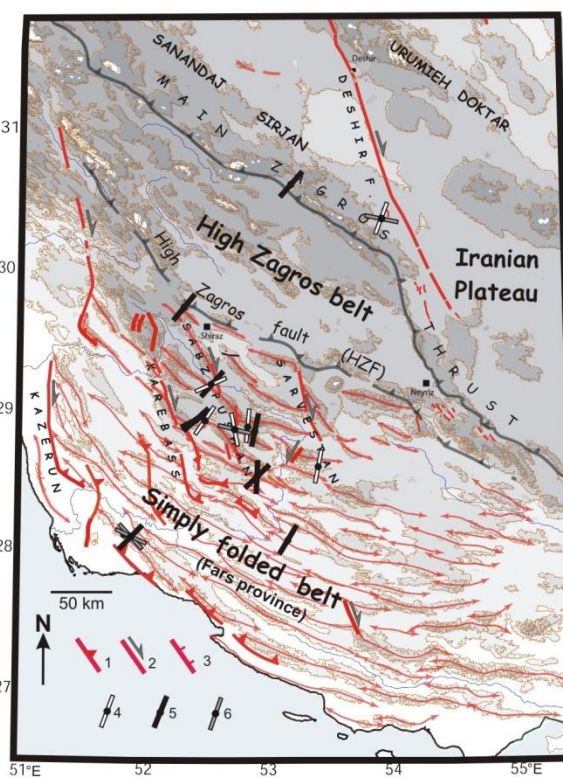 SANANDAJ SIRJAN
URUMIEH DOKTAR
Deshir
DESHIR F.
MAIN ZAGROS THRUST
31
30
29
28
27
High Zagros belt
Iranian
Plateau
High Zagros fault (HZF)
Shiraz
Neyriz
KAZERUN
KAREBASS
SABZ PUSHAN
SARVESTAN
Simply folded belt
(Fars province)
50 km
N
1
2
3
4
5
6
51°E
52
53
54
55°E